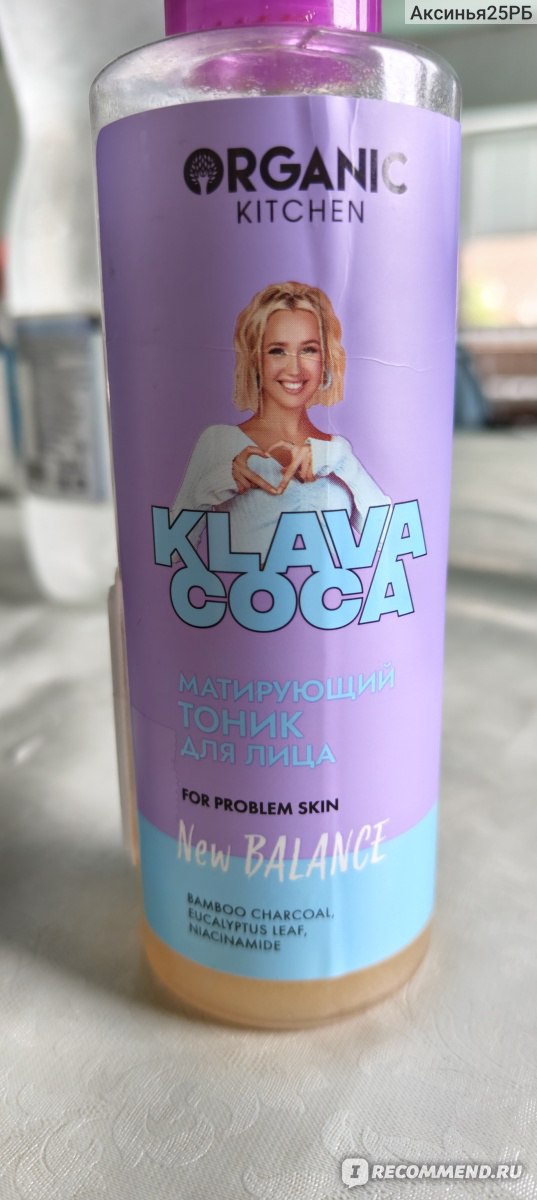 Аксинья25РБ
ORGANIC
KITCHEN
KLAVA
COCA
МАТИРУЮЩИЙ
ТОНИК
ДЛЯ ЛИЦА
FOR PROBLEM SKIN
New BALANCE
BAMBOO CHARCOAL,
EUCALYPTUS LEAF,
NIACINAMIDE
IRECOMMEND.RU